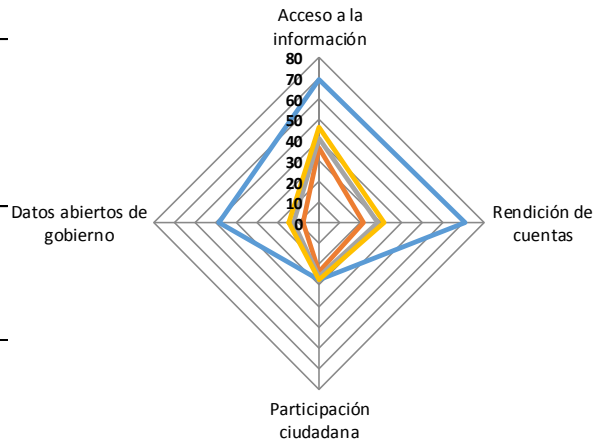 Acceso a la
información
80
70
60
50
40
30
20
10
0
Datos abiertos de
gobierno
Rendición de
cuentas
Participación
ciudadana